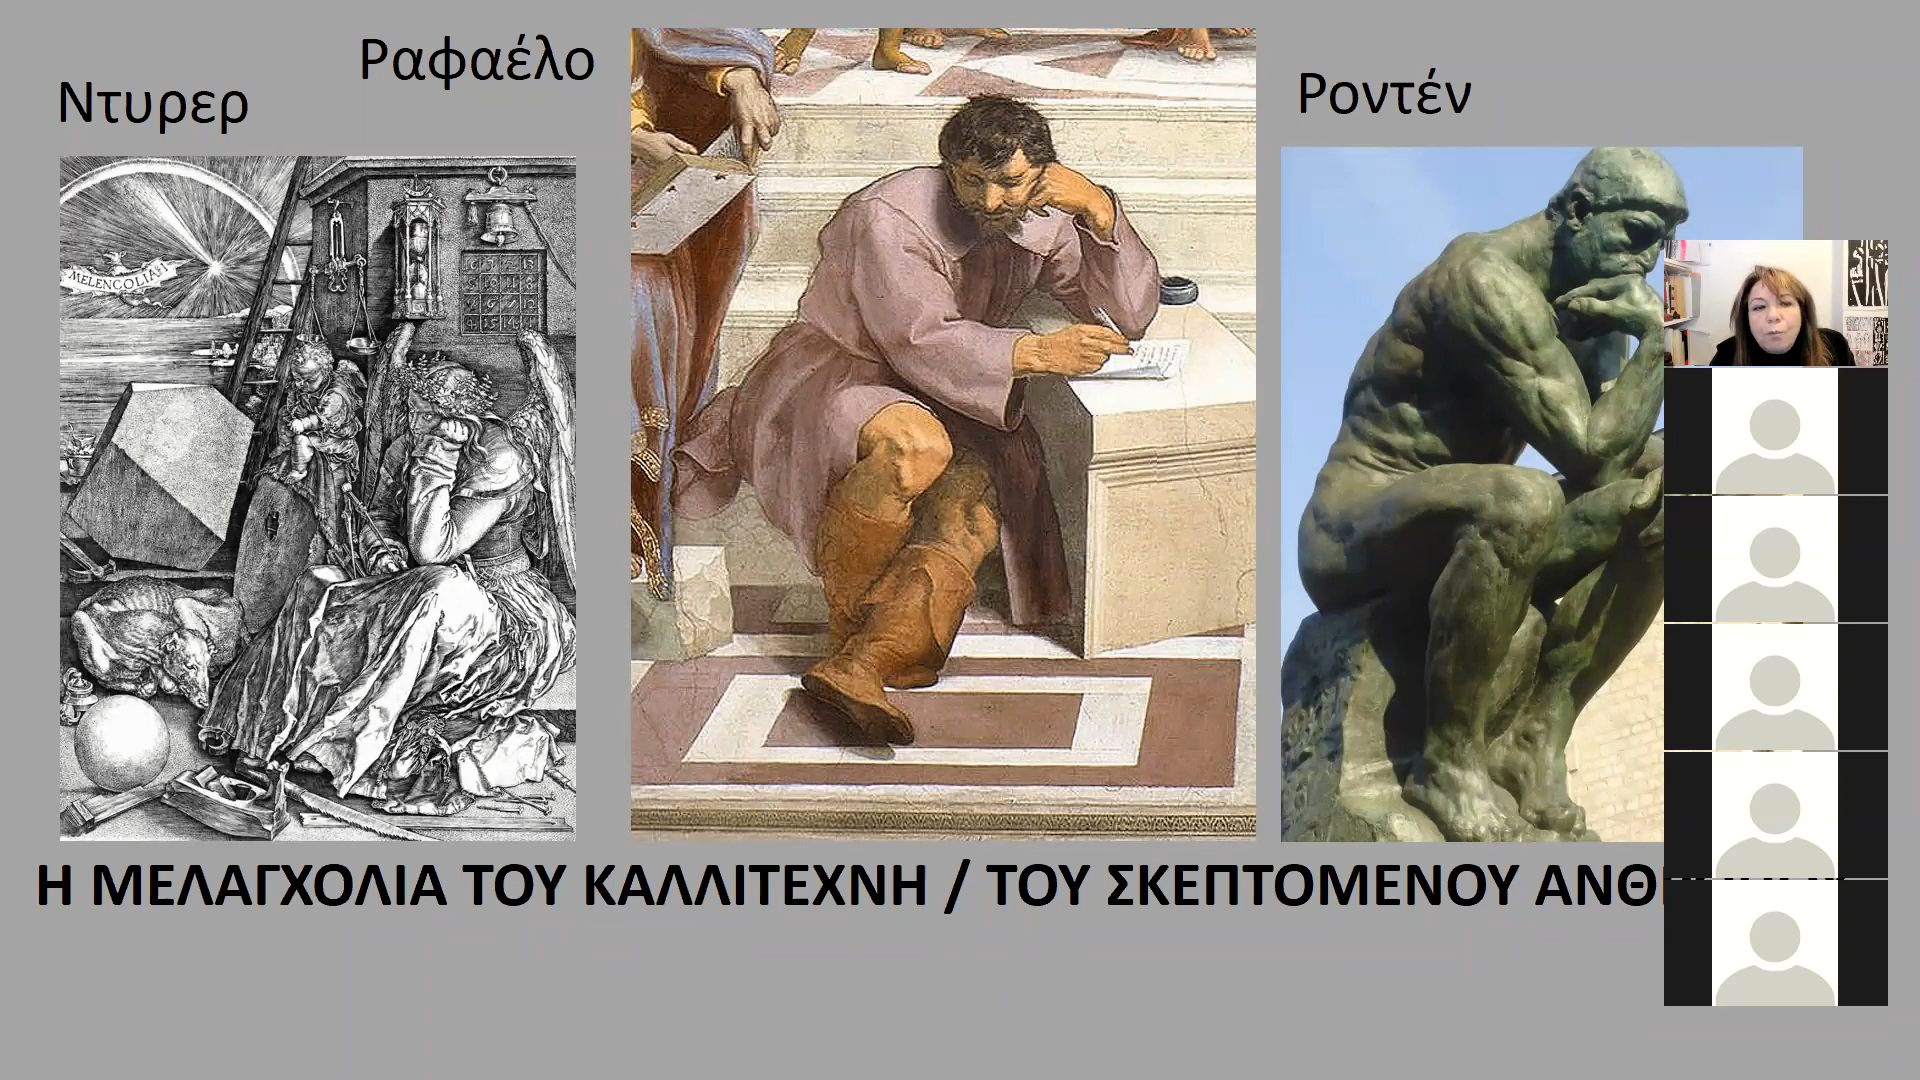 Ντυρερ
Ραφαέλο
Ροντέν
MELENCOLIA I
Η ΜΕΛΑΓΧΟΛΙΑ ΤΟΥ ΚΑΛΛΙΤΕΧΝΗ / ΤΟΥ ΣΚΕΠΤΟΜΕΝΟΥ